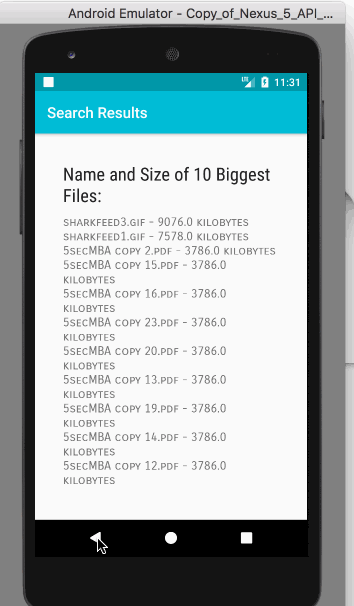 Android Emulator - Copy_of_Nexus_5_API_...
LTE 11:31
Search Results
Name and Size of 10 Biggest
Files:
sharkfeed3.gif - 9076.0 kilobytes
sharkfeed1.gif - 7578.0 kilobytes
5secMBA copy 2.pdf - 3786.0 kilobytes
5secMBA copy 15.pdf - 3786.0
kilobytes
5secMBA copy 16.pdf - 3786.0
kilobytes
5secMBA copy 23.pdf - 3786.0
kilobytes
5secMBA copy 20.pdf - 3786.0
kilobytes
5secMBA copy 13.pdf - 3786.0
kilobytes
5secMBA copy 19.pdf - 3786.0
kilobytes
5secMBA copy 14.pdf - 3786.0
kilobytes
5secMBA copy 12.pdf - 3786.0
kilobytes